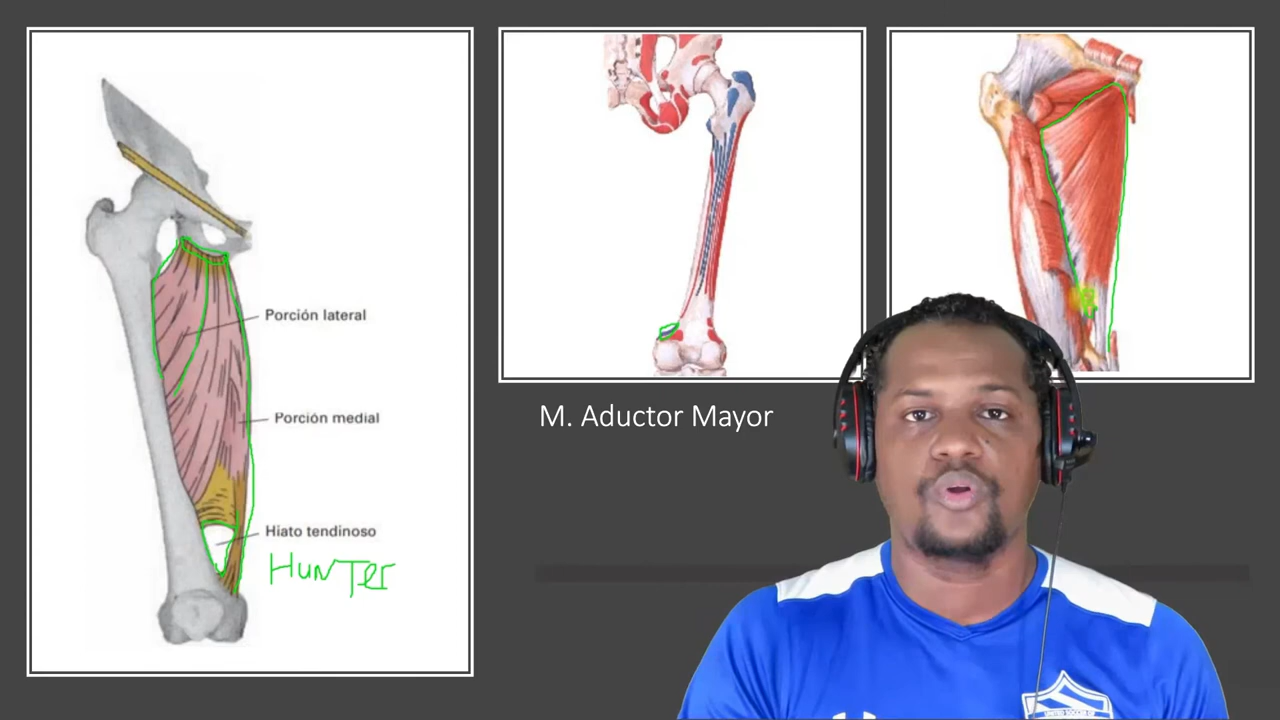 Porción lateral
Porción medial
Hiato tendinoso
HUNTer
M. Aductor Mayor